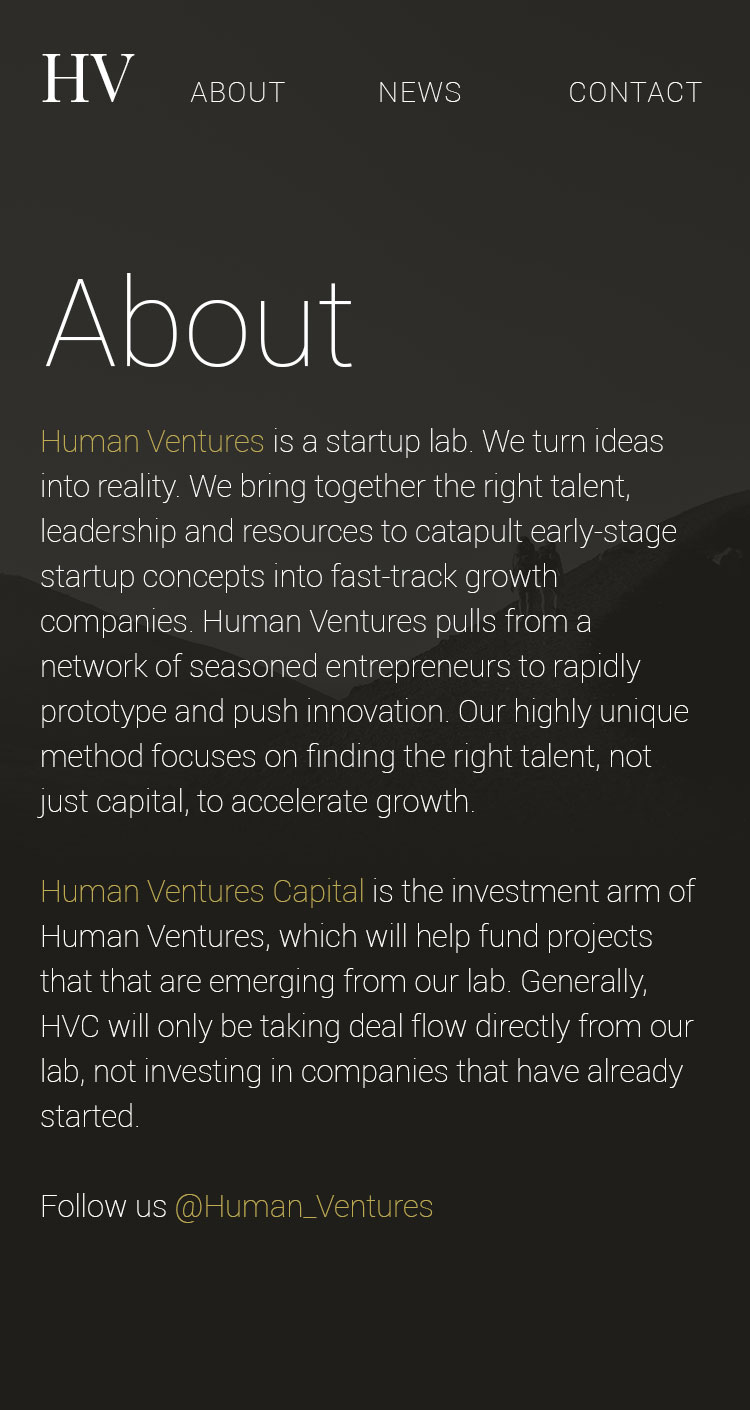 HV ABOUT NEWS CONTACT
About
Human Ventures is a startup lab. We turn ideas
into reality. We bring together the right talent,
leadership and resources to catapult early-stage
startup concepts into fast-track growth
companies. Human Ventures pulls from a
network of seasoned entrepreneurs to rapidly
prototype and push innovation. Our highly unique
method focuses on finding the right talent, not
just capital, to accelerate growth.
Human Ventures Capital is the investment arm of
Human Ventures, which will help fund projects
that that are emerging from our lab. Generally,
HVC will only be taking deal flow directly from our
lab, not investing in companies that have already
started.
Follow us @Human_Ventures